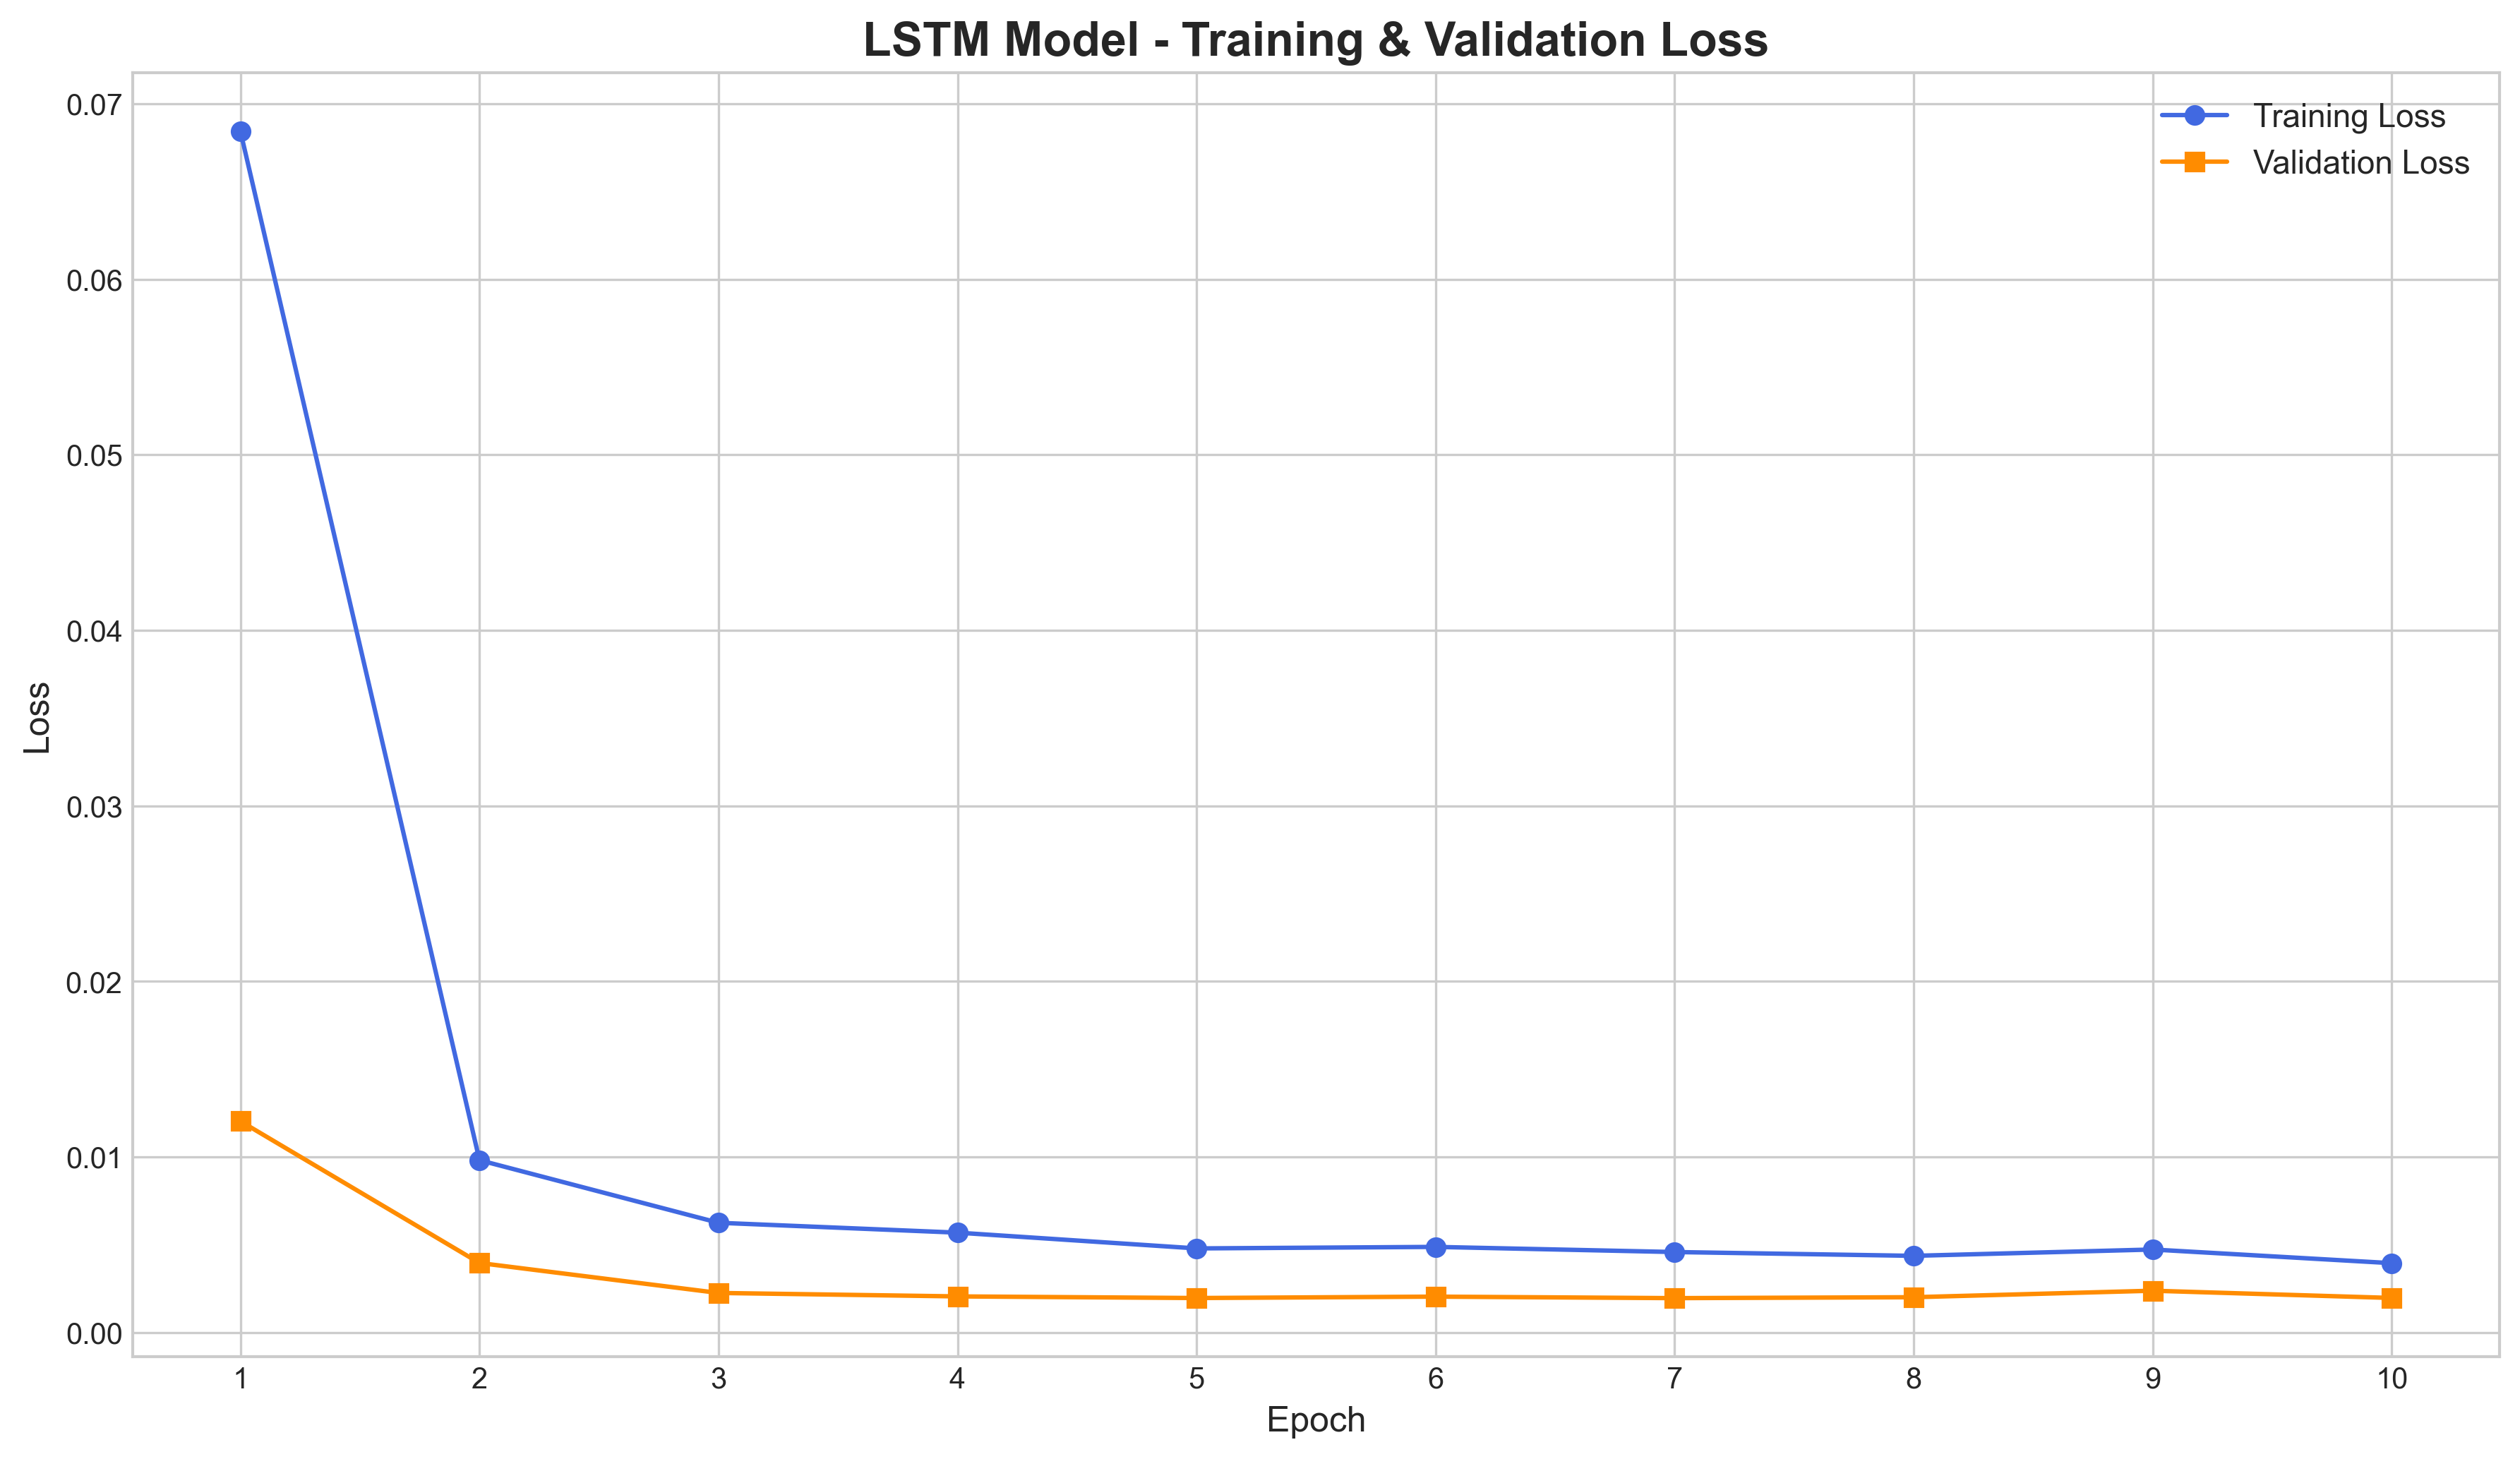 LSTM Model - Training & Validation Loss
Training Loss
Validation Loss
0.07
0.06
0.05
0.04
0.03
0.02
0.01
0.00
Loss
1 2 3 4 5 6 7 8 9 10
Epoch